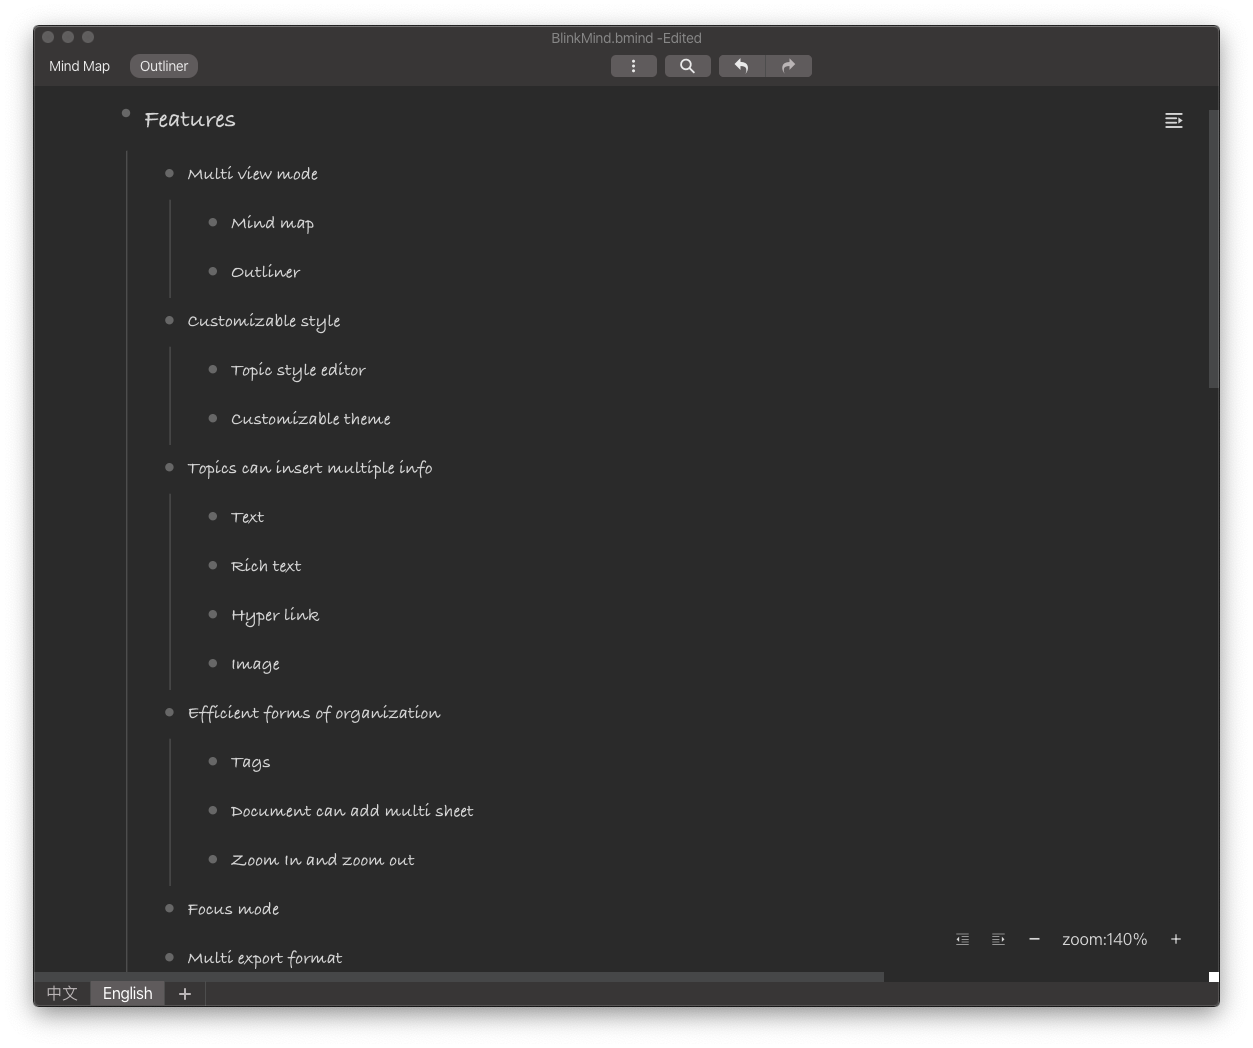 BlinkMind.bmind -Edited
Mind Map Outliner
Features
Multi view mode
Mind map
Outliner
Customizable style
Topic style editor
Customizable theme
Topics can insert multiple info
Text
Rich text
Hyper link
Image
Efficient forms of organization
Tags
Document can add multi sheet
Zoom In and zoom out
Focus mode
zoom:140% +
Multi export format
中文 English +